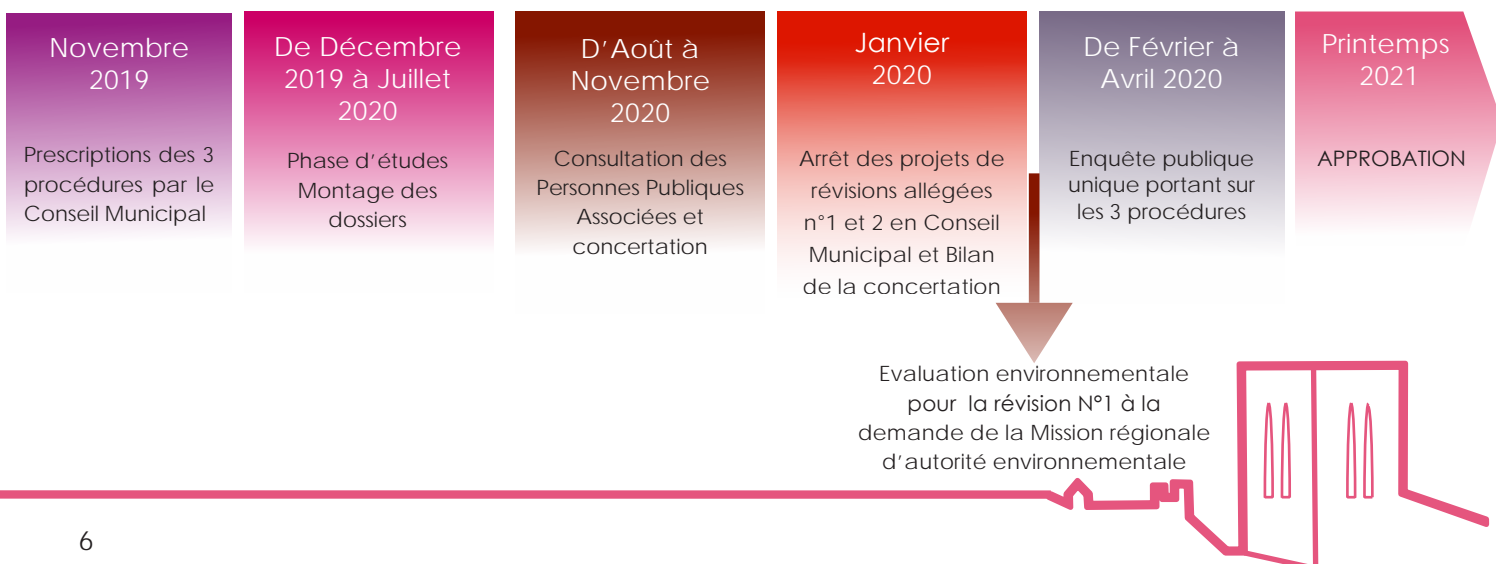 Novembre
2019
Prescriptions des 3
procédures par le
Conseil Municipal
De Décembre
2019 à Juillet
2020
Phase d'études
Montage des
dossiers
D'Août à
Novembre
2020
Consultation des
Personnes Publiques
Associées et
concertation
Janvier
2020
Arrêt des projets de
révisions allégées
n°1 et 2 en Conseil
Municipal et Bilan
de la concertation
De Février à
Avril 2020
Enquête publique
unique portant sur
les 3 procédures
Printemps
2021
APPROBATION
Evaluation environnementale
pour la révision N°1 à la
demande de la Mission régionale
d'autorité environnementale
6